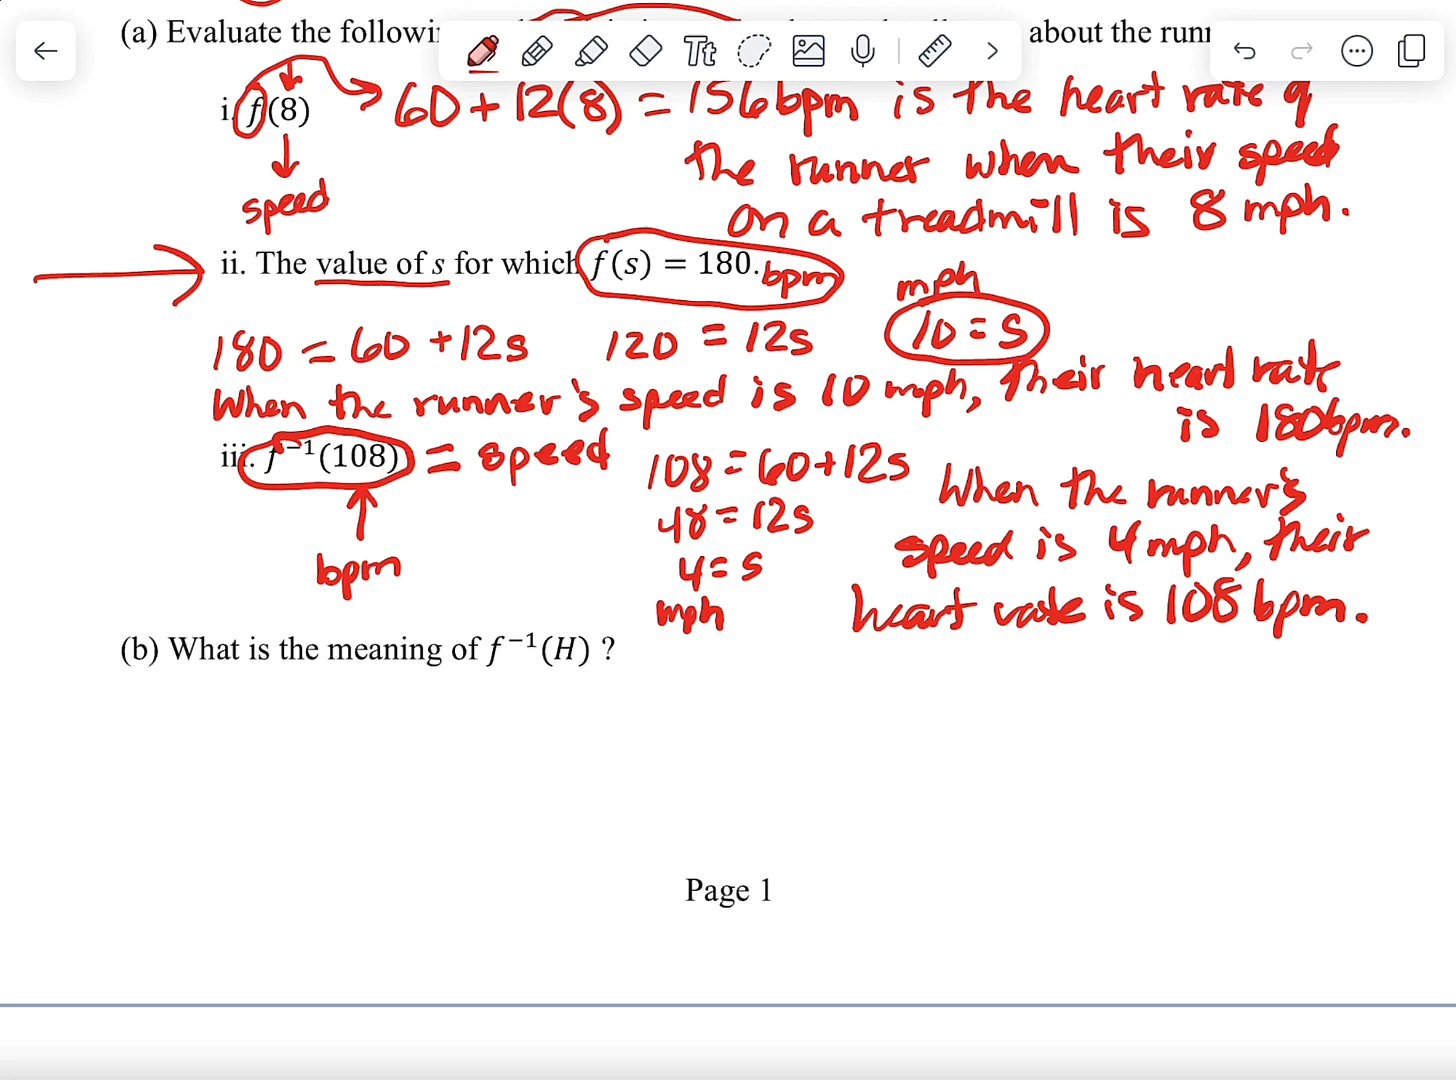 (a) Evaluate the followi about the runn
Tt
i. f(8) 60 + 12(8) = 156 bpm is the heart rate of
the runner when their speed
speed
on a treadmill is 8 mph.
ii. The value of s for which f(s) = 180. bpm
mph
180 = 60 + 12s 120 = 12s 10 = s
When the runner's speed is 10 mph, their heart rate
is 180 bpm.
iii. f⁻¹(108) = speed 108 = 60 + 12s When the runner's
48 = 12s
speed is 4 mph, their
bpm 4 = s
mph heart rate is 108 bpm.
(b) What is the meaning of f⁻¹(H) ?
Page 1